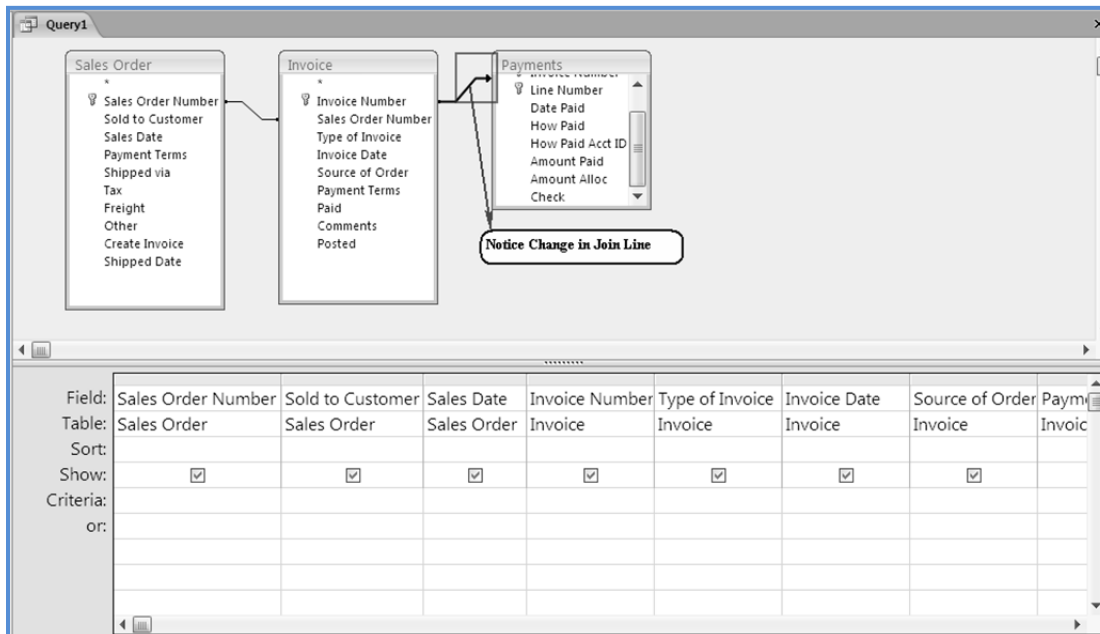 Query1
Sales Order
*
Sales Order Number
Sold to Customer
Sales Date
Payment Terms
Shipped via
Tax
Freight
Other
Create Invoice
Shipped Date
Invoice
*
Invoice Number
Sales Order Number
Type of Invoice
Invoice Date
Source of Order
Payment Terms
Paid
Comments
Posted
Payments
Invoice Number
Line Number
Date Paid
How Paid
How Paid Acct ID
Amount Paid
Amount Alloc
Check
Notice Change in Join Line
Field: Sales Order Number Sold to Customer Sales Date Invoice Number Type of Invoice Invoice Date Source of Order Payme
Table: Sales Order Sales Order Sales Order Invoice Invoice Invoice Invoice Invoic
Sort:
Show:
Criteria:
or: